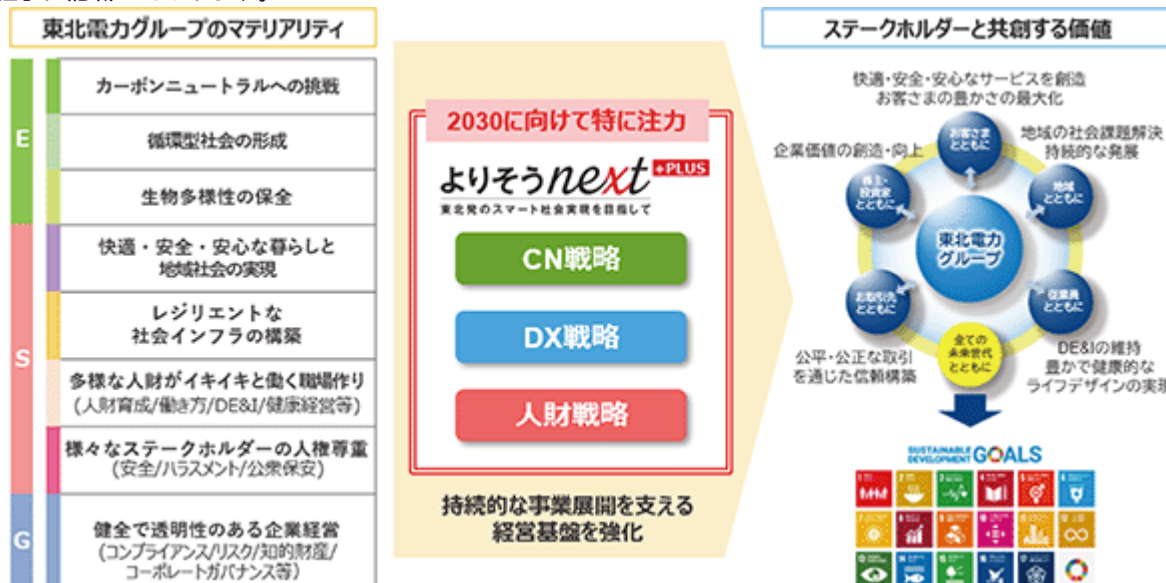 東北電力グループのマテリアリティ
E
カーボンニュートラルへの挑戦
循環型社会の形成
生物多様性の保全
S
快適・安全・安心な暮らしと
地域社会の実現
レジリエントな
社会インフラの構築
多様な人財がイキイキと働く職場作り
(人財育成/働き方/DE&I/健康経営等)
様々なステークホルダーの人権尊重
(安全/ハラスメント/公衆保安)
G
健全で透明性のある企業経営
(コンプライアンス/リスク/知的財産/
コーポレートガバナンス等)
2030に向けて特に注力
よりそうnext+PLUS
東北発のスマート社会実現を目指して
CN戦略
DX戦略
人財戦略
持続的な事業展開を支える
経営基盤を強化
ステークホルダーと共創する価値
快適・安全・安心なサービスを創造
お客さまの豊かさの最大化
お客さま
とともに
地域の社会課題解決
持続的な発展
企業価値の創造・向上
株主・
投資家
とともに
地域
とともに
東北電力
グループ
お取引先
とともに
従業員
とともに
全ての
未来世代
とともに
公平・公正な取引
を通じた信頼構築
DE&Iの維持
豊かで健康的な
ライフデザインの実現
SUSTAINABLE
DEVELOPMENT GOALS